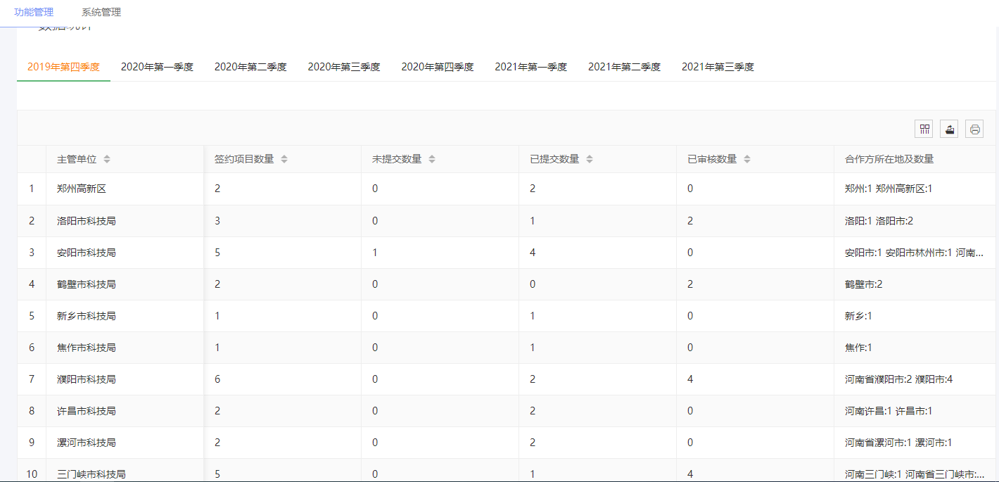 功能管理 系统管理
数据统计
2019年第四季度 2020年第一季度 2020年第二季度 2020年第三季度 2020年第四季度 2021年第一季度 2021年第二季度 2021年第三季度
主管单位 签约项目数量 未提交数量 已提交数量 已审核数量 合作方所在地及数量
1 郑州高新区 2 0 2 0 郑州:1 郑州高新区:1
2 洛阳市科技局 3 0 1 2 洛阳:1 洛阳市:2
3 安阳市科技局 5 1 4 0 安阳市:1 安阳市林州市:1 河南...
4 鹤壁市科技局 2 0 0 2 鹤壁市:2
5 新乡市科技局 1 0 1 0 新乡:1
6 焦作市科技局 1 0 1 0 焦作:1
7 濮阳市科技局 6 0 2 4 河南省濮阳市:2 濮阳市:4
8 许昌市科技局 2 0 2 0 河南许昌:1 许昌市:1
9 漯河市科技局 2 0 2 0 河南省漯河市:1 漯河市:1
10 三门峡市科技局 5 0 1 4 河南三门峡:1 河南省三门峡市:...